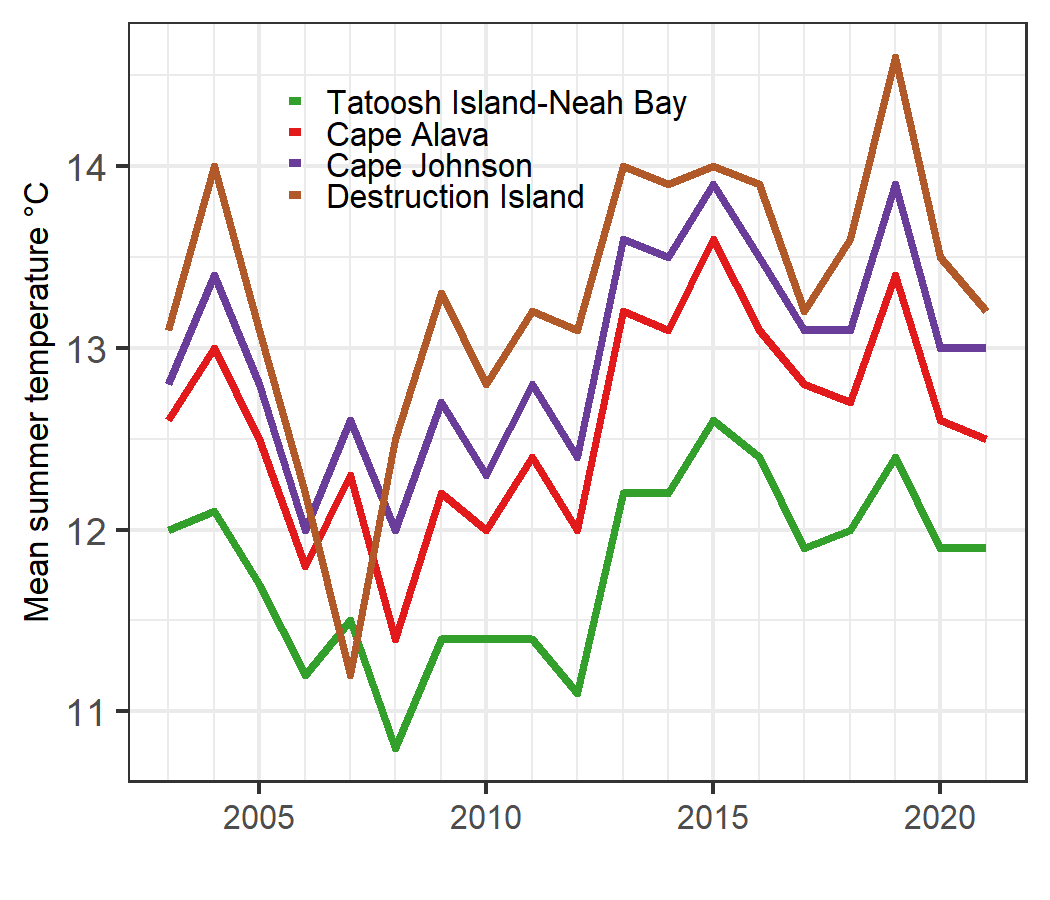 Tatoosh Island-Neah Bay
Cape Alava
Cape Johnson
Destruction Island
Mean summer temperature °C
14
13
12
11
2005 2010 2015 2020